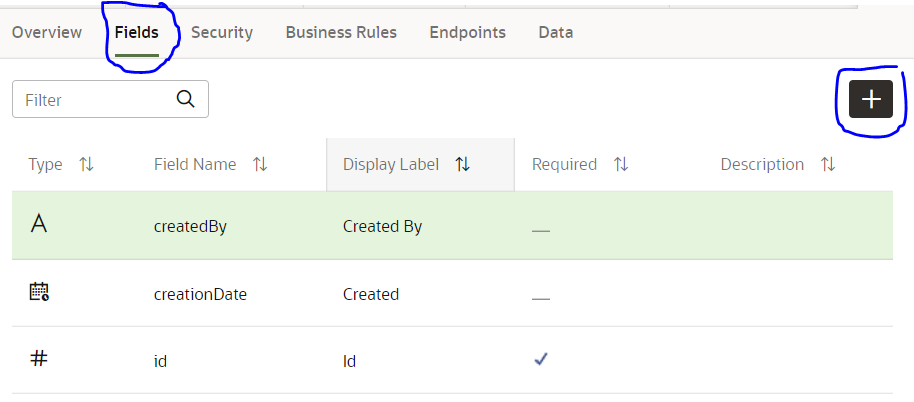 Overview Fields Security Business Rules Endpoints Data
Filter
Type Field Name Display Label Required Description
createdBy Created By
creationDate Created
id Id